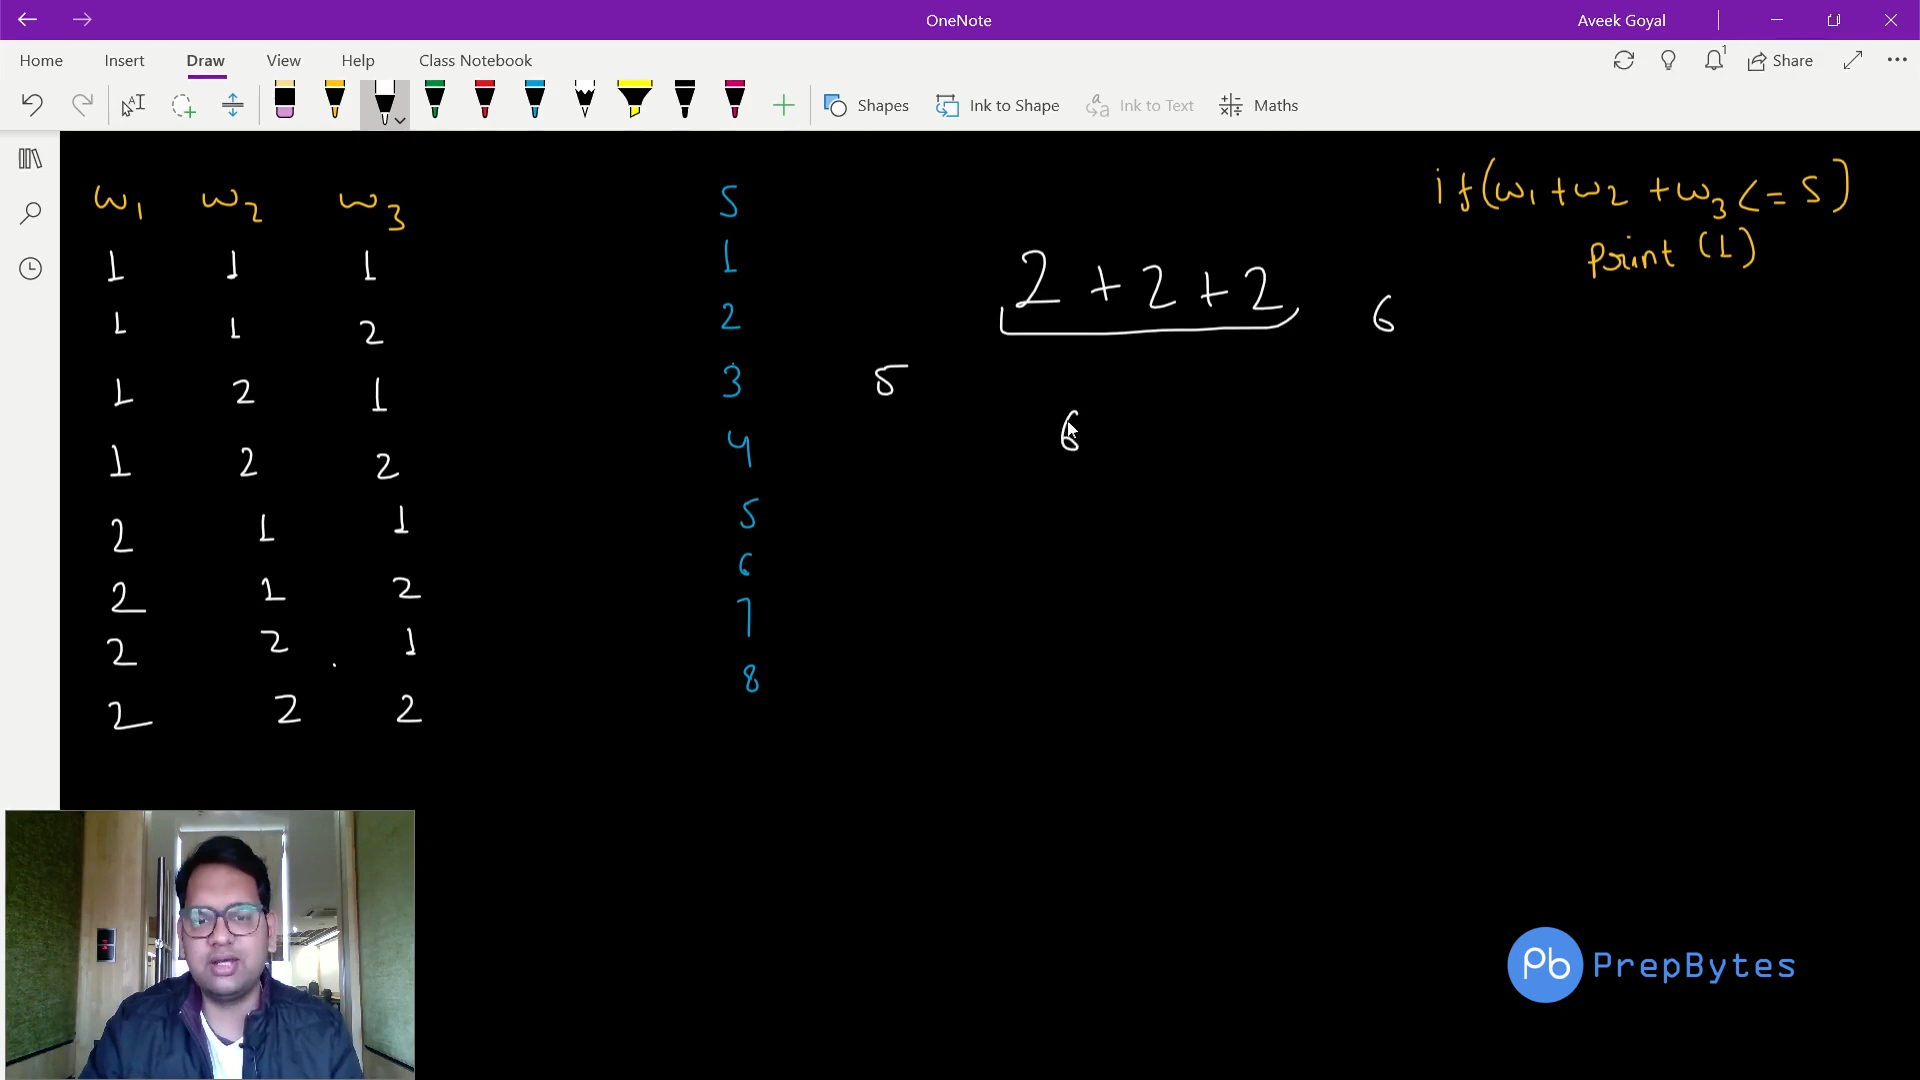 OneNote
Aveek Goyal
Home Insert Draw View Help Class Notebook
1
Share
Shapes
Ink to Shape
Ink to Text
Maths
w1 w2 w3 S
1 1 1 1
1 1 2 2
1 2 1 3
1 2 2 4
2 1 1 5
2 1 2 6
2 2 1 7
2 2 2 8
2 + 2 + 2 6
5
6
if(w1 + w2 + w3 <= S)
print (1)
Pb PrepBytes